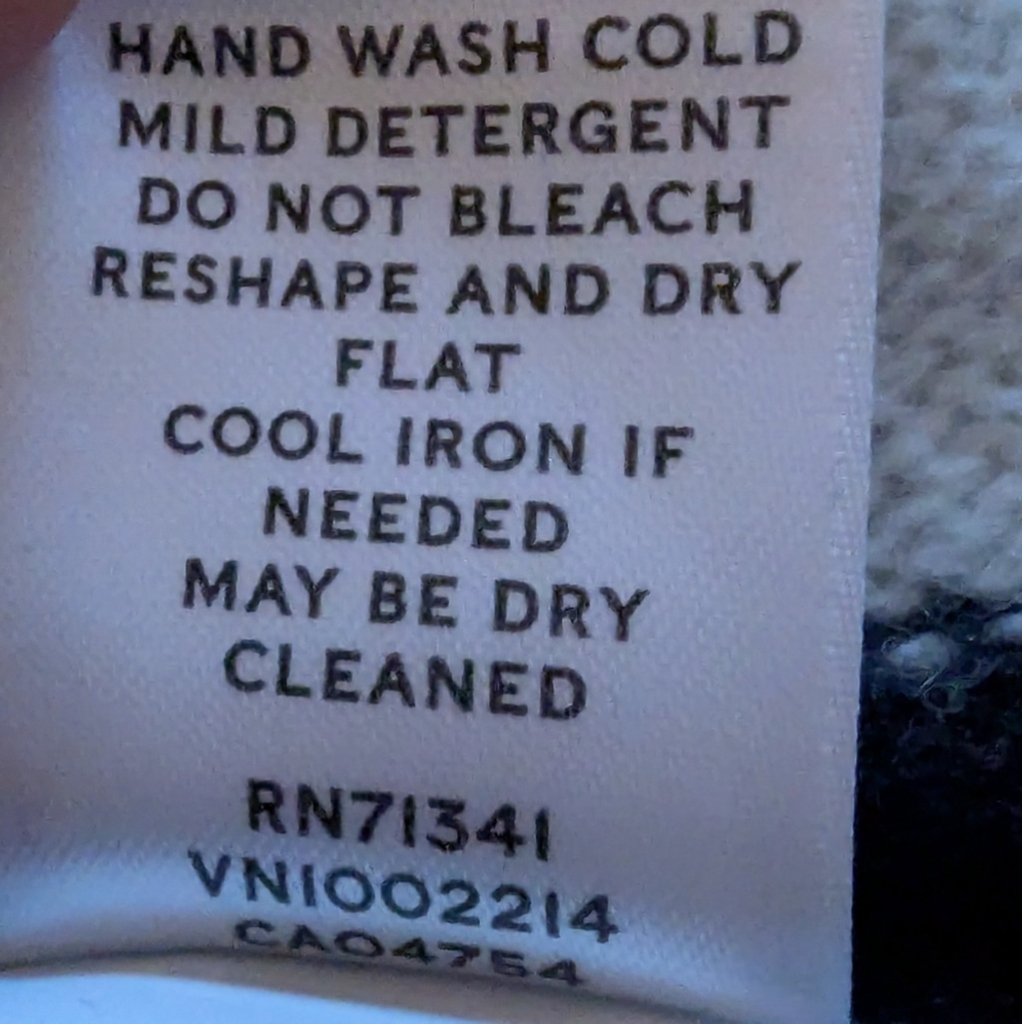 HAND WASH COLD
MILD DETERGENT
DO NOT BLEACH
RESHAPE AND DRY
FLAT
COOL IRON IF
NEEDED
MAY BE DRY
CLEANED
RN71341
VN1002214
CA04754